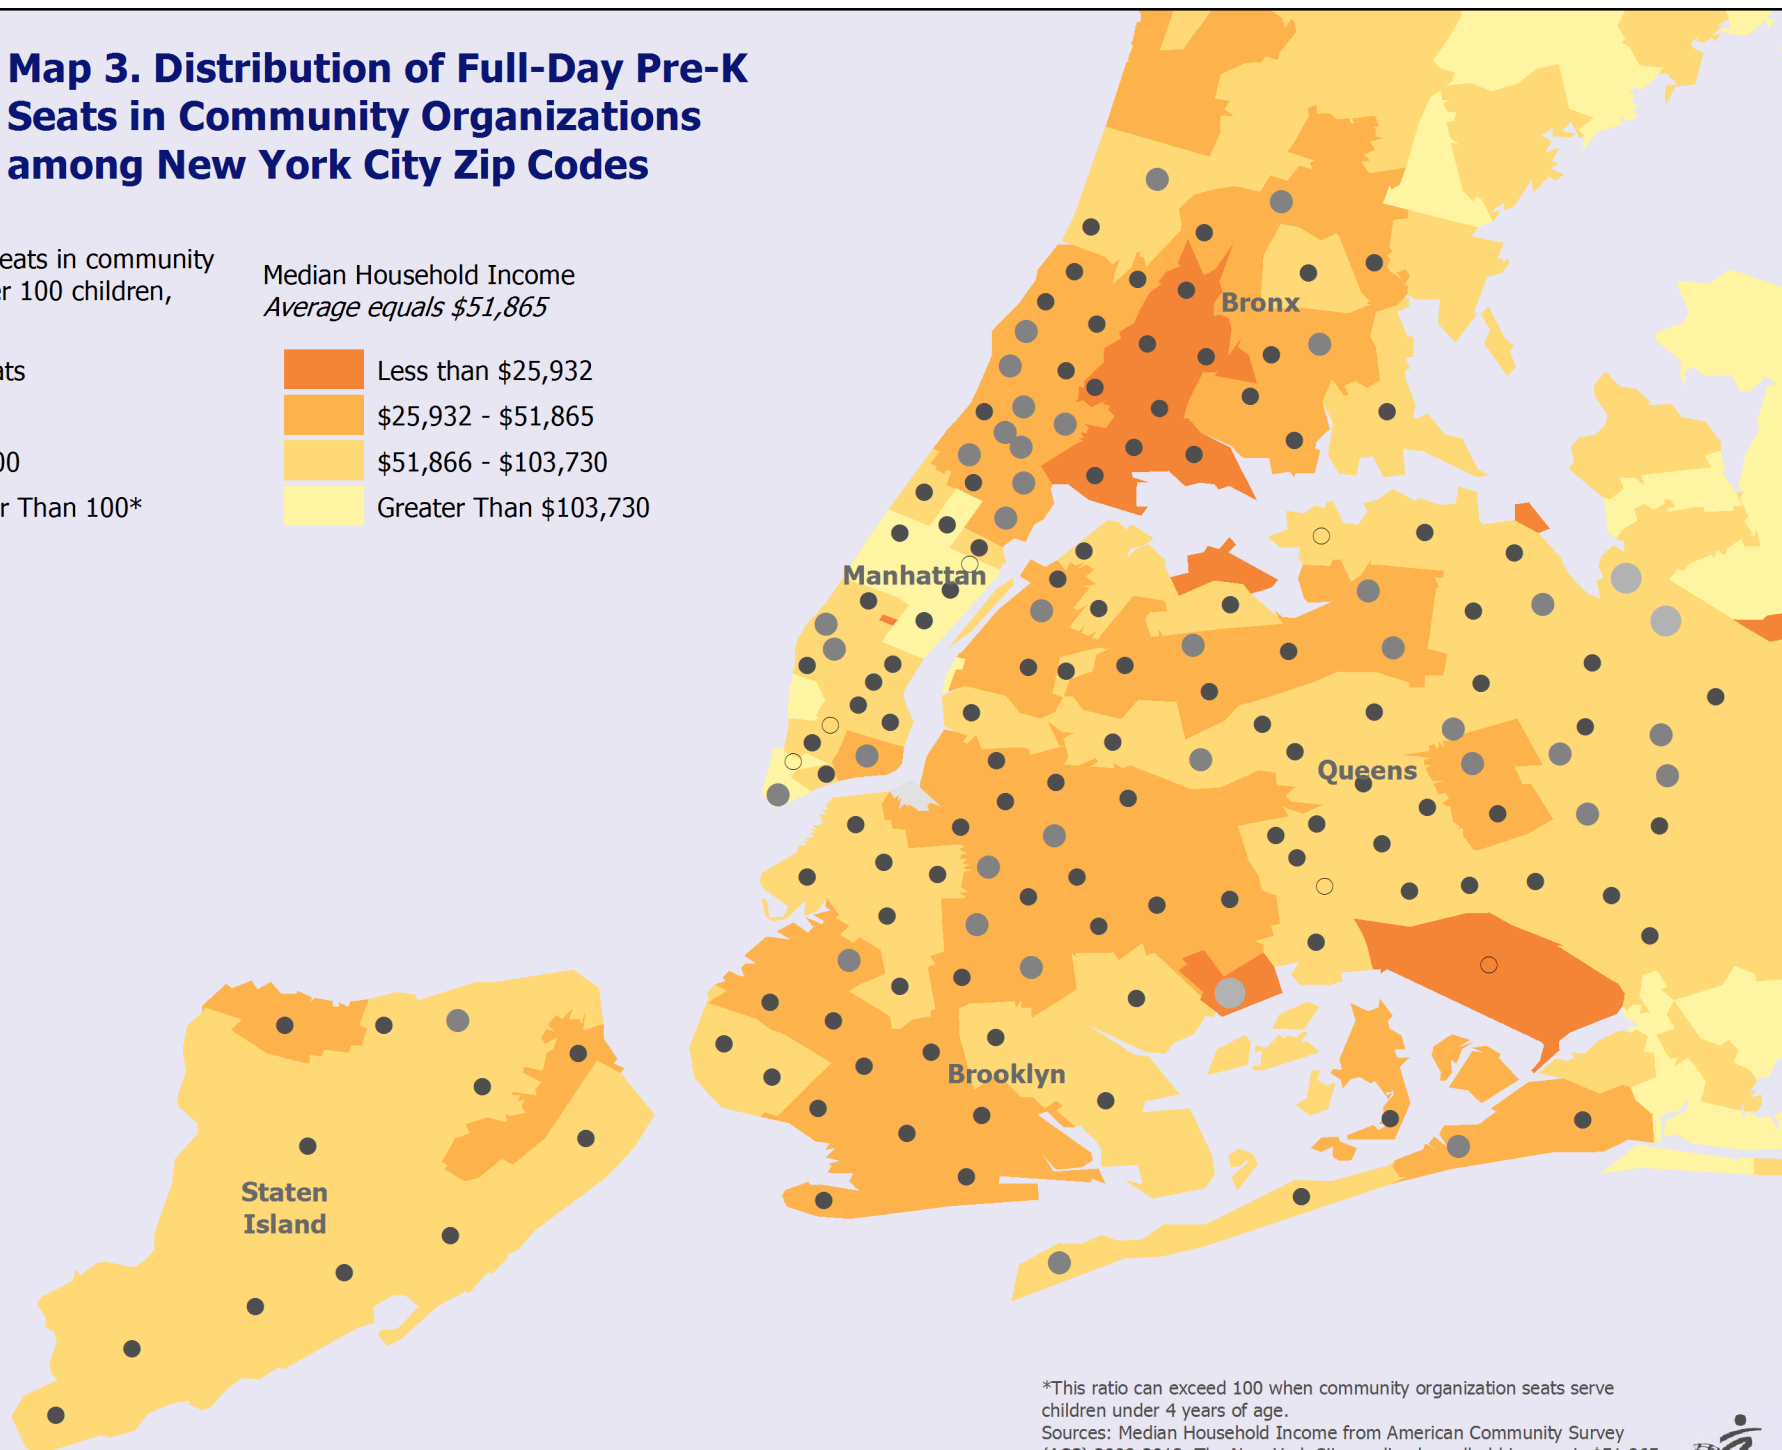 Map 3. Distribution of Full-Day Pre-K
Seats in Community Organizations
among New York City Zip Codes
eats in community
r 100 children,
Median Household Income
Average equals $51,865
ats
Less than $25,932
$25,932 - $51,865
00
$51,866 - $103,730
r Than 100*
Greater Than $103,730
Bronx
Manhattan
Queens
Brooklyn
Staten
Island
*This ratio can exceed 100 when community organization seats serve
children under 4 years of age.
Sources: Median Household Income from American Community Survey